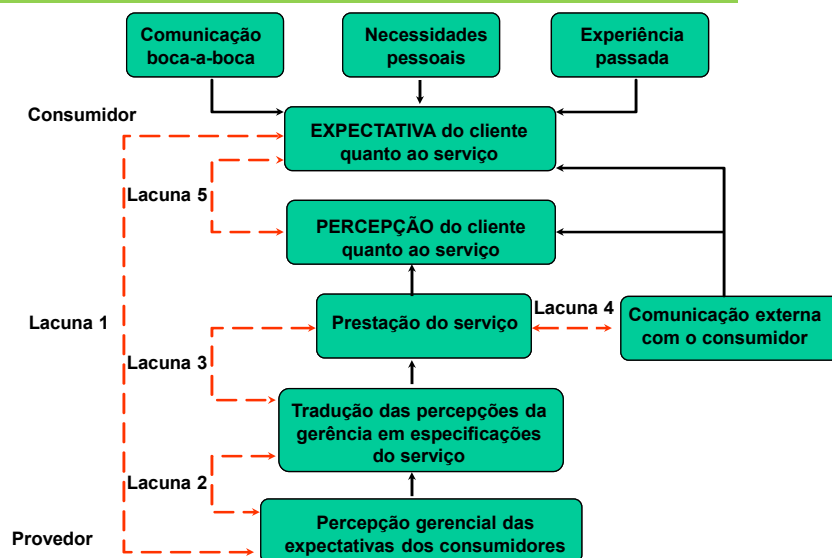 Comunicação
boca-a-boca
Necessidades
pessoais
Experiência
passada
Consumidor
EXPECTATIVA do cliente
quanto ao serviço
Lacuna 5
PERCEPÇÃO do cliente
quanto ao serviço
Lacuna 4
Lacuna 1
Prestação do serviço
Comunicação externa
com o consumidor
Lacuna 3
Tradução das percepções da
gerência em especificações
do serviço
Lacuna 2
Provedor
Percepção gerencial das
expectativas dos consumidores